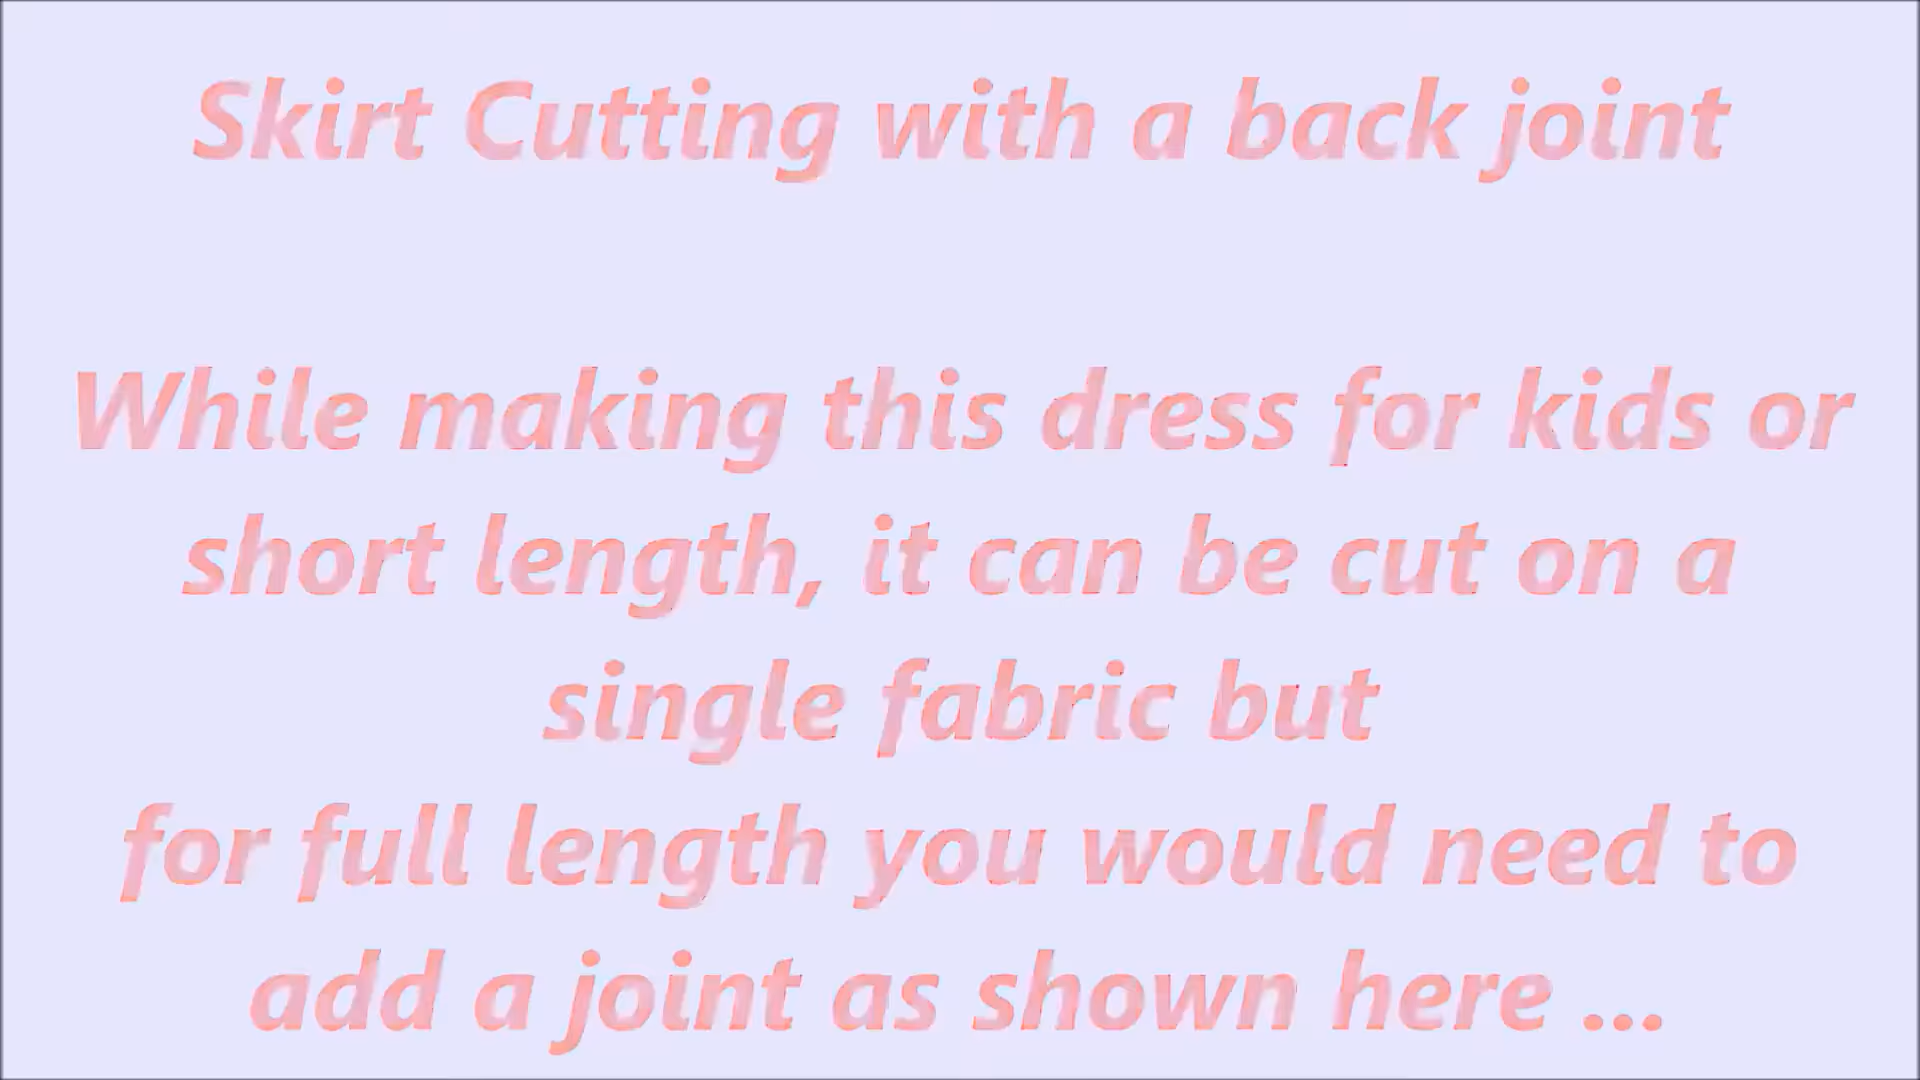 Skirt Cutting with a back joint
While making this dress for kids or
short length, it can be cut on a
single fabric but
for full length you would need to
add a joint as shown here ...